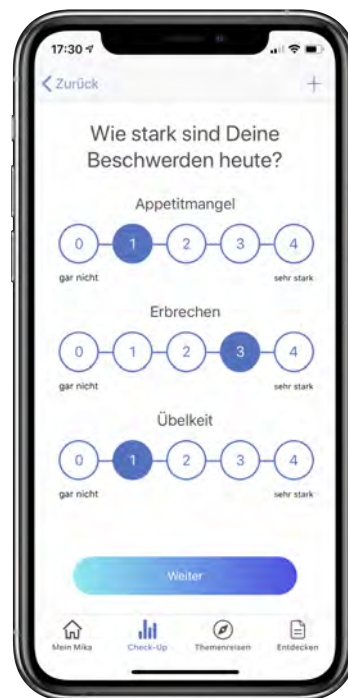 17:30
Zurück
Wie stark sind Deine
Beschwerden heute?
Appetitmangel
0 1 2 3 4
gar nicht sehr stark
Erbrechen
0 1 2 3 4
gar nicht sehr stark
Übelkeit
0 1 2 3 4
gar nicht sehr stark
Weiter
Mein Mika Check-Up Themenreisen Entdecken